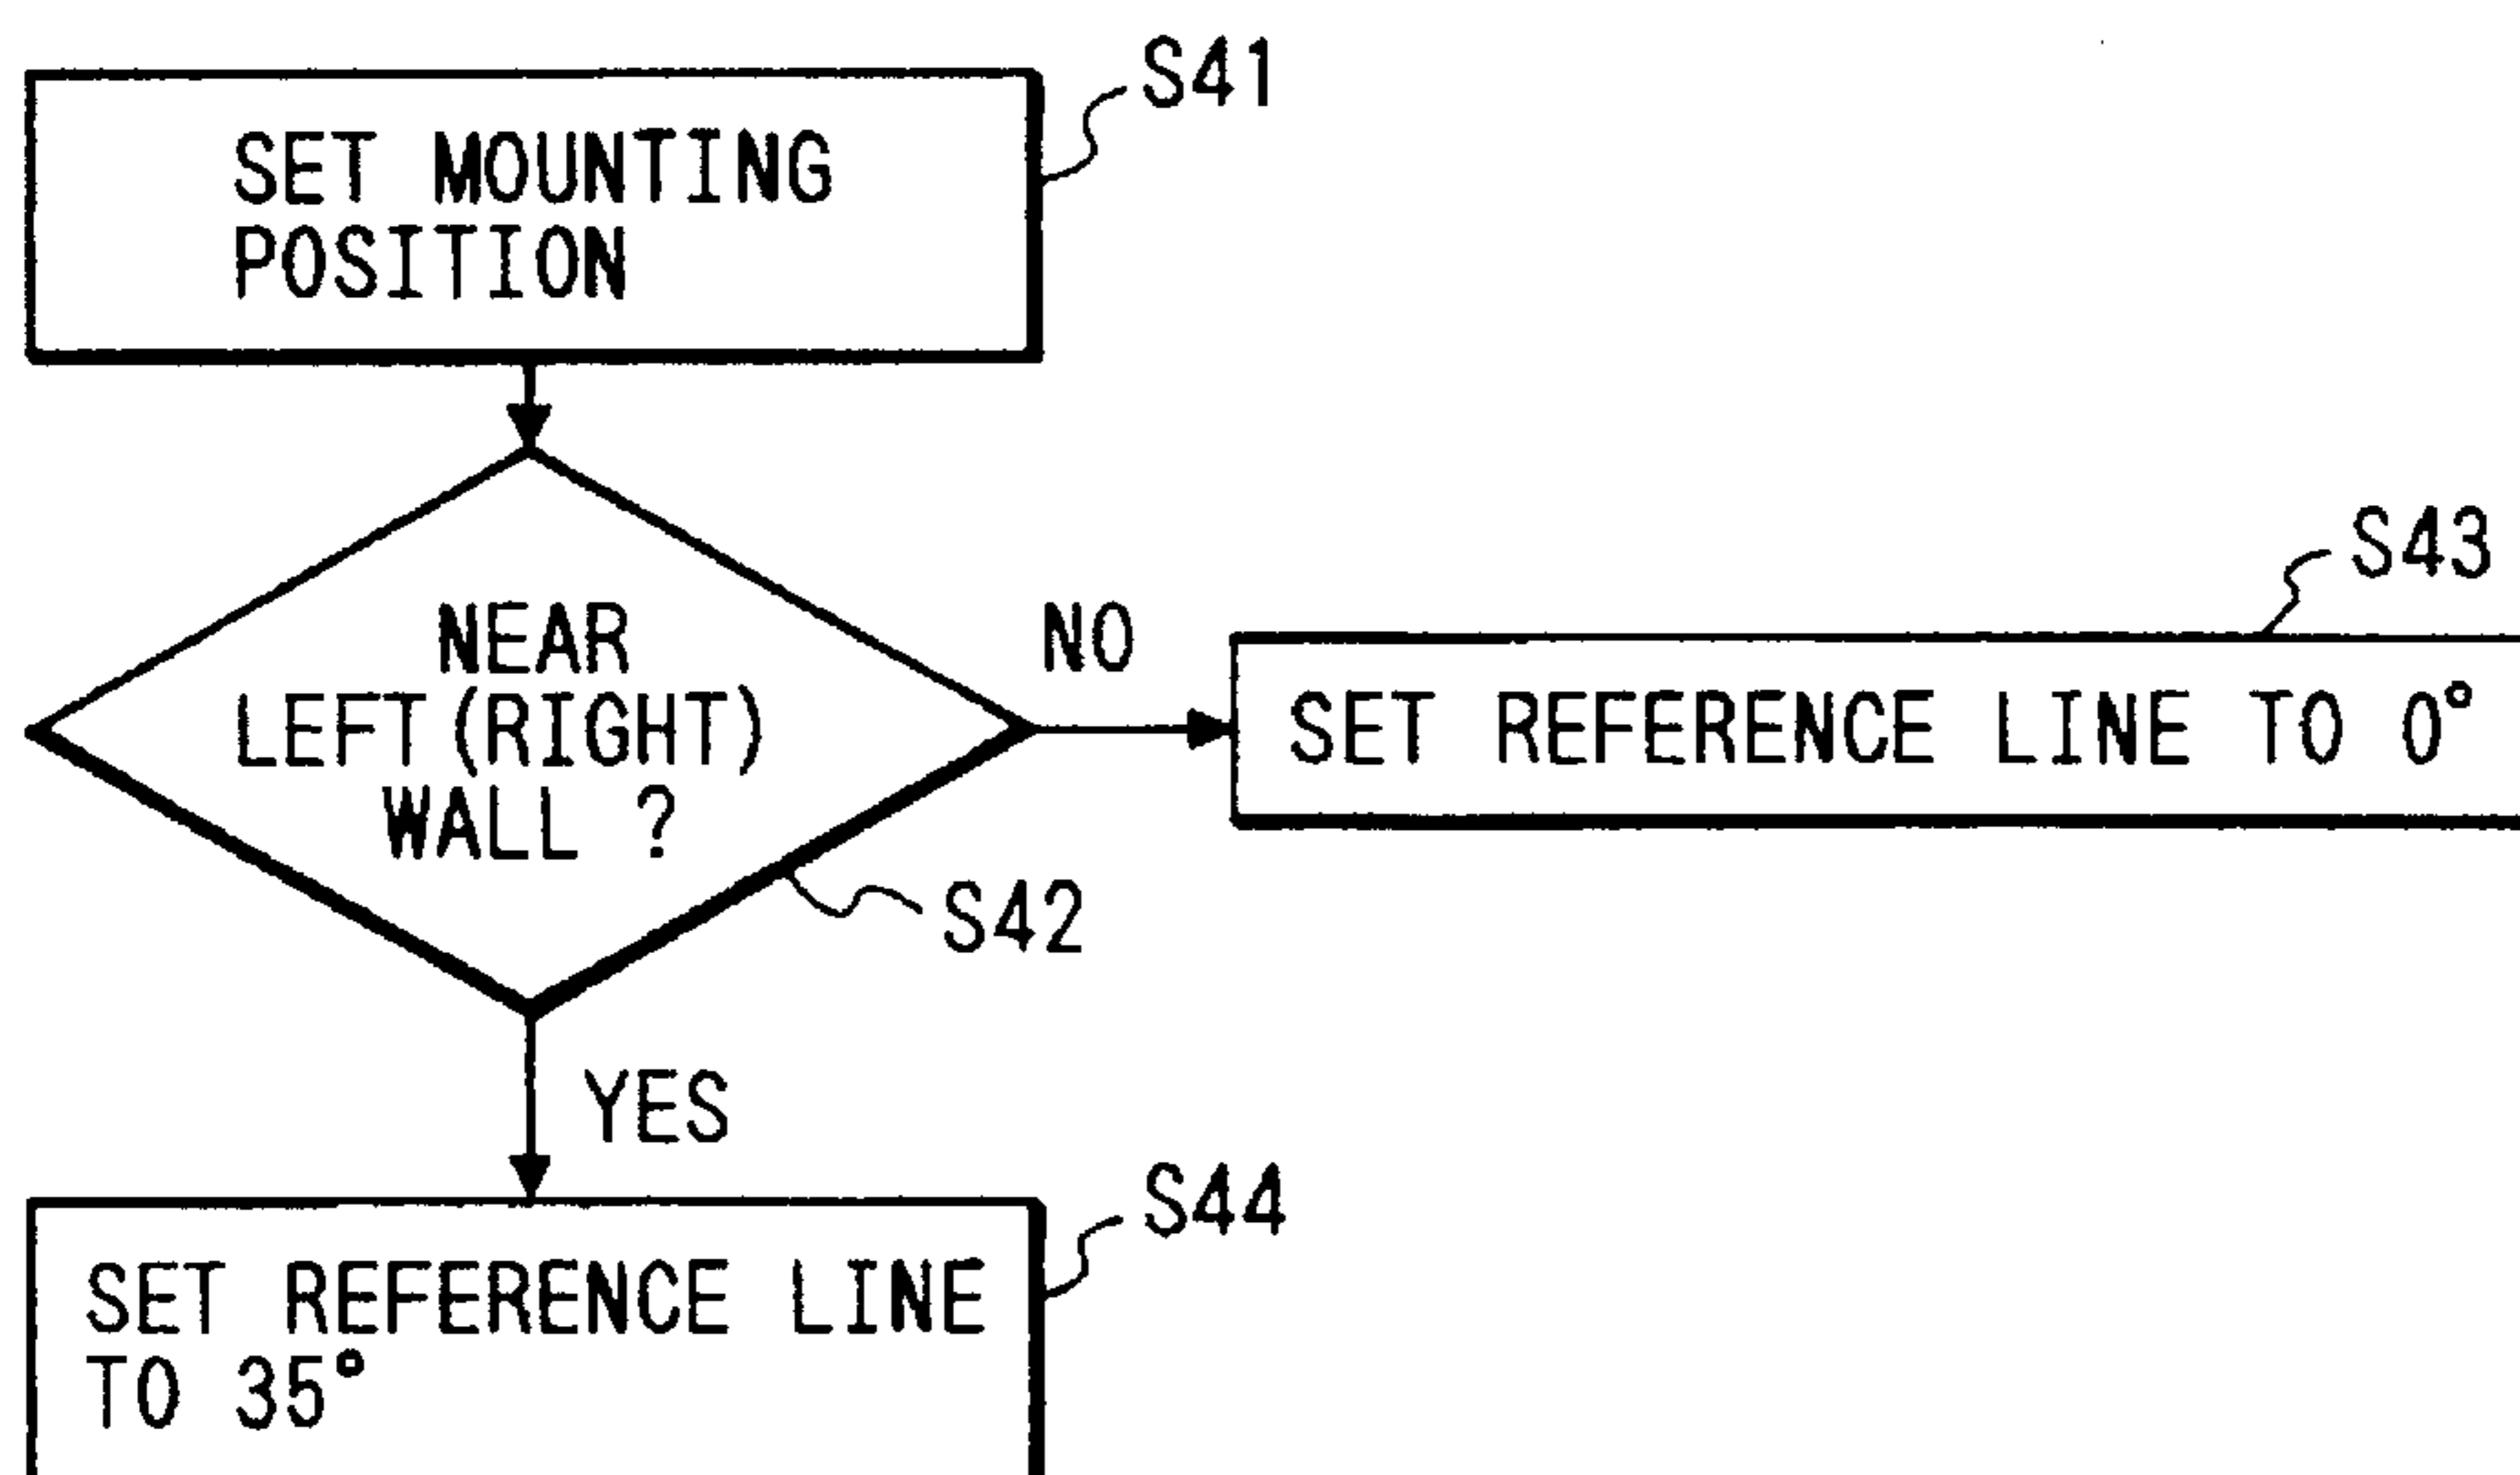 S41
SET MOUNTING
POSITION
NEAR
LEFT (RIGHT)
WALL ?
NO
S43
SET REFERENCE LINE TO 0°
S42
YES
S44
SET REFERENCE LINE
TO 35°